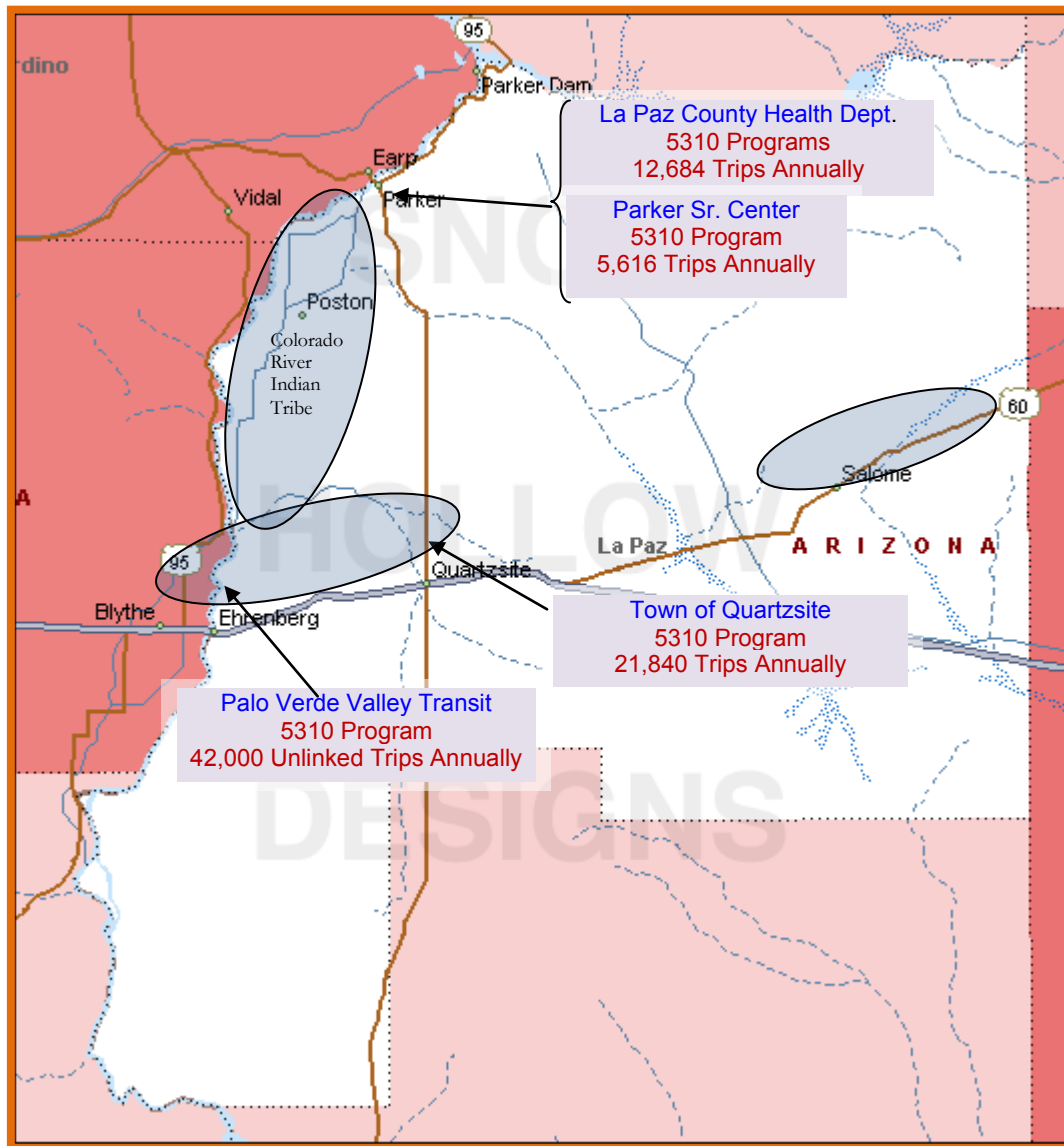 95
rdino
Parker Dam
La Paz County Health Dept.
5310 Programs
12,684 Trips Annually
Earp
Vidal
Parker
Parker Sr. Center
5310 Program
5,616 Trips Annually
SNO
Poston
Colorado
River
Indian
Tribe
60
Salome
A
HOLLOW
95
La Paz
ARIZONA
Quartzsite
Blythe
Ehrenberg
Town of Quartzsite
5310 Program
21,840 Trips Annually
Palo Verde Valley Transit
5310 Program
42,000 Unlinked Trips Annually
DESIGNS